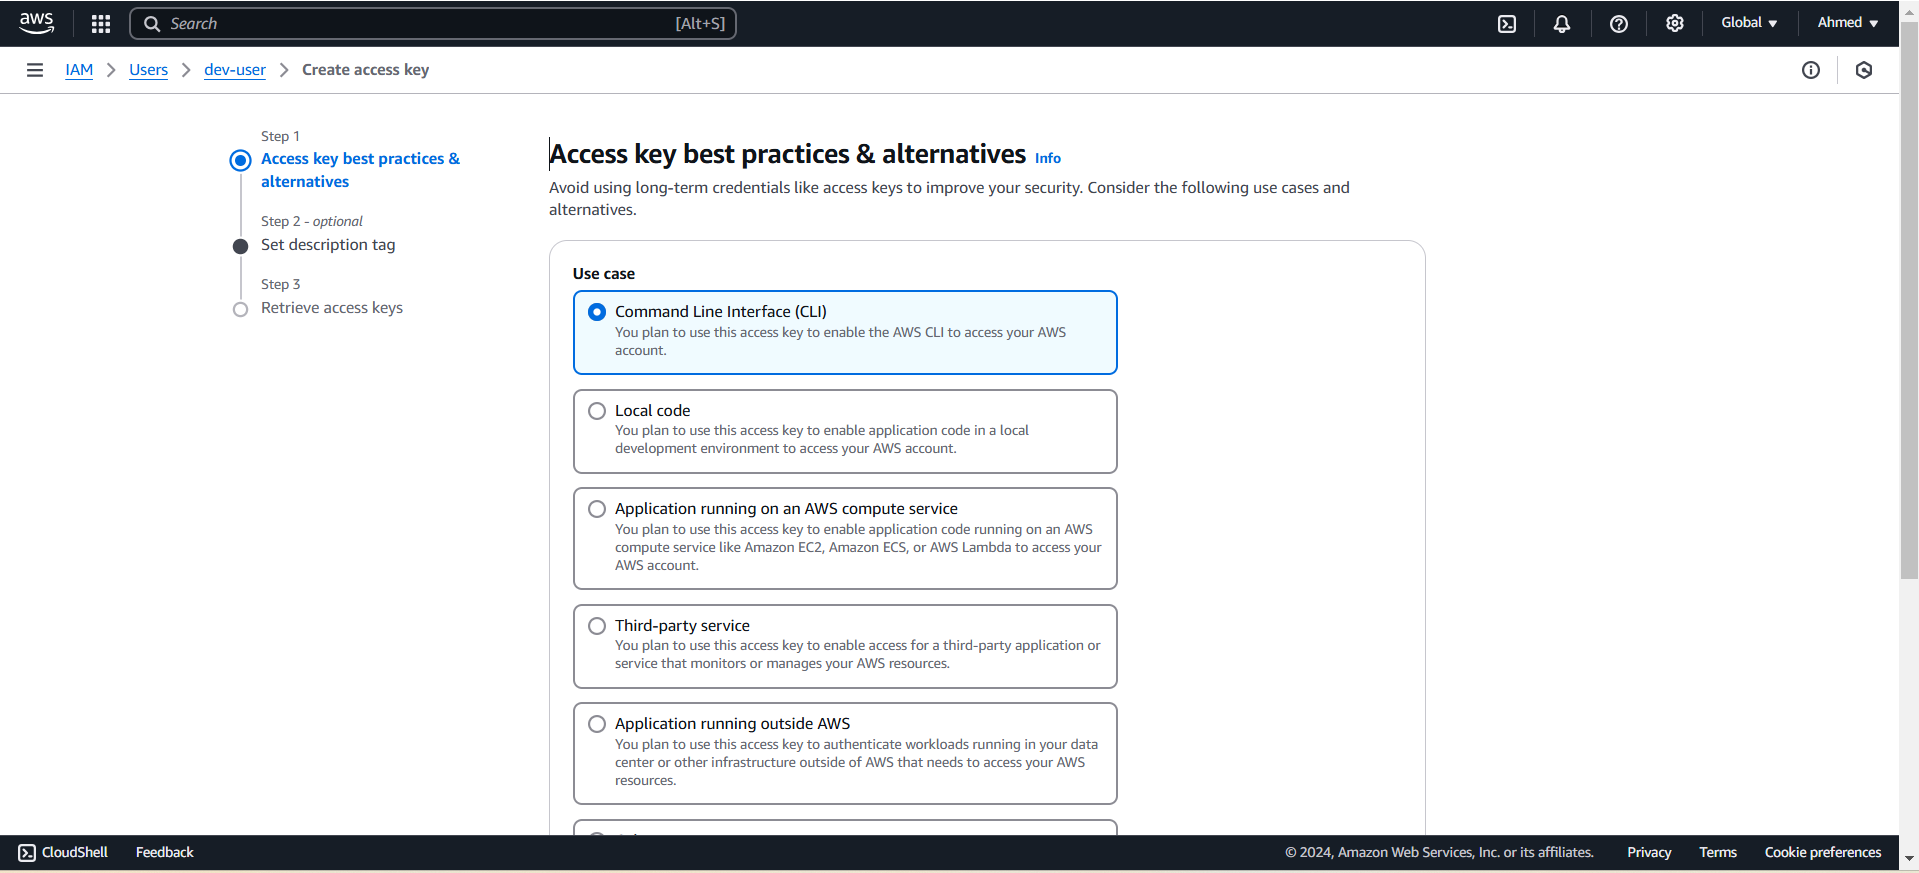 aws
Search [Alt+S]
Global
Ahmed
IAM > Users > dev-user > Create access key
Step 1
Access key best practices &
alternatives
Step 2 - optional
Set description tag
Step 3
Retrieve access keys
Access key best practices & alternatives Info
Avoid using long-term credentials like access keys to improve your security. Consider the following use cases and
alternatives.
Use case
Command Line Interface (CLI)
You plan to use this access key to enable the AWS CLI to access your AWS
account.
Local code
You plan to use this access key to enable application code in a local
development environment to access your AWS account.
Application running on an AWS compute service
You plan to use this access key to enable application code running on an AWS
compute service like Amazon EC2, Amazon ECS, or AWS Lambda to access your
AWS account.
Third-party service
You plan to use this access key to enable access for a third-party application or
service that monitors or manages your AWS resources.
Application running outside AWS
You plan to use this access key to authenticate workloads running in your data
center or other infrastructure outside of AWS that needs to access your AWS
resources.
CloudShell
Feedback
© 2024, Amazon Web Services, Inc. or its affiliates.
Privacy
Terms
Cookie preferences